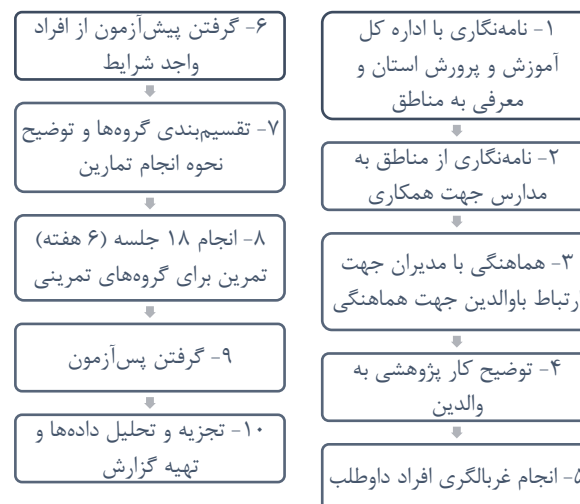 ۱- نامه‌نگاری با اداره کل
آموزش و پرورش استان و
معرفی به مناطق
۲- نامه‌نگاری از مناطق به
مدارس جهت همکاری
۳- هماهنگی با مدیران جهت
ارتباط باوالدین جهت هماهنگی
۴- توضیح کار پژوهشی به
والدین
۵- انجام غربالگری افراد داوطلب
۶- گرفتن پیش‌آزمون از افراد
واجد شرایط
۷- تقسیم‌بندی گروه‌ها و توضیح
نحوه انجام تمارین
۸- انجام ۱۸ جلسه (۶ هفته)
تمرین برای گروه‌های تمرینی
۹- گرفتن پس‌آزمون
۱۰- تجزیه و تحلیل داده‌ها و
تهیه گزارش